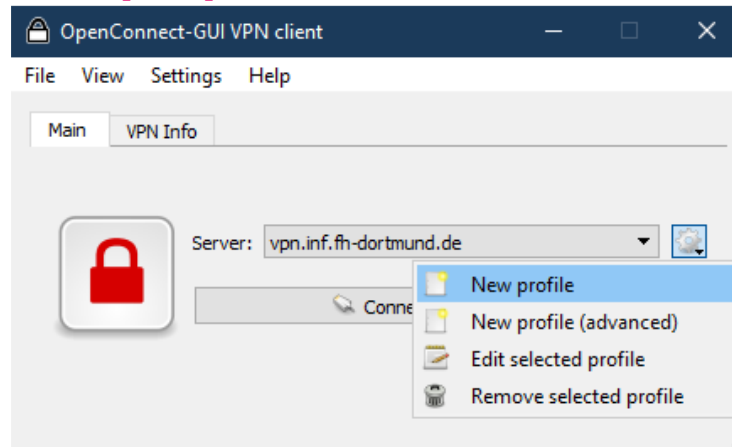 OpenConnect-GUI VPN client
File View Settings Help
Main VPN Info
Server: vpn.inf.fh-dortmund.de
New profile
Conne
New profile (advanced)
Edit selected profile
Remove selected profile